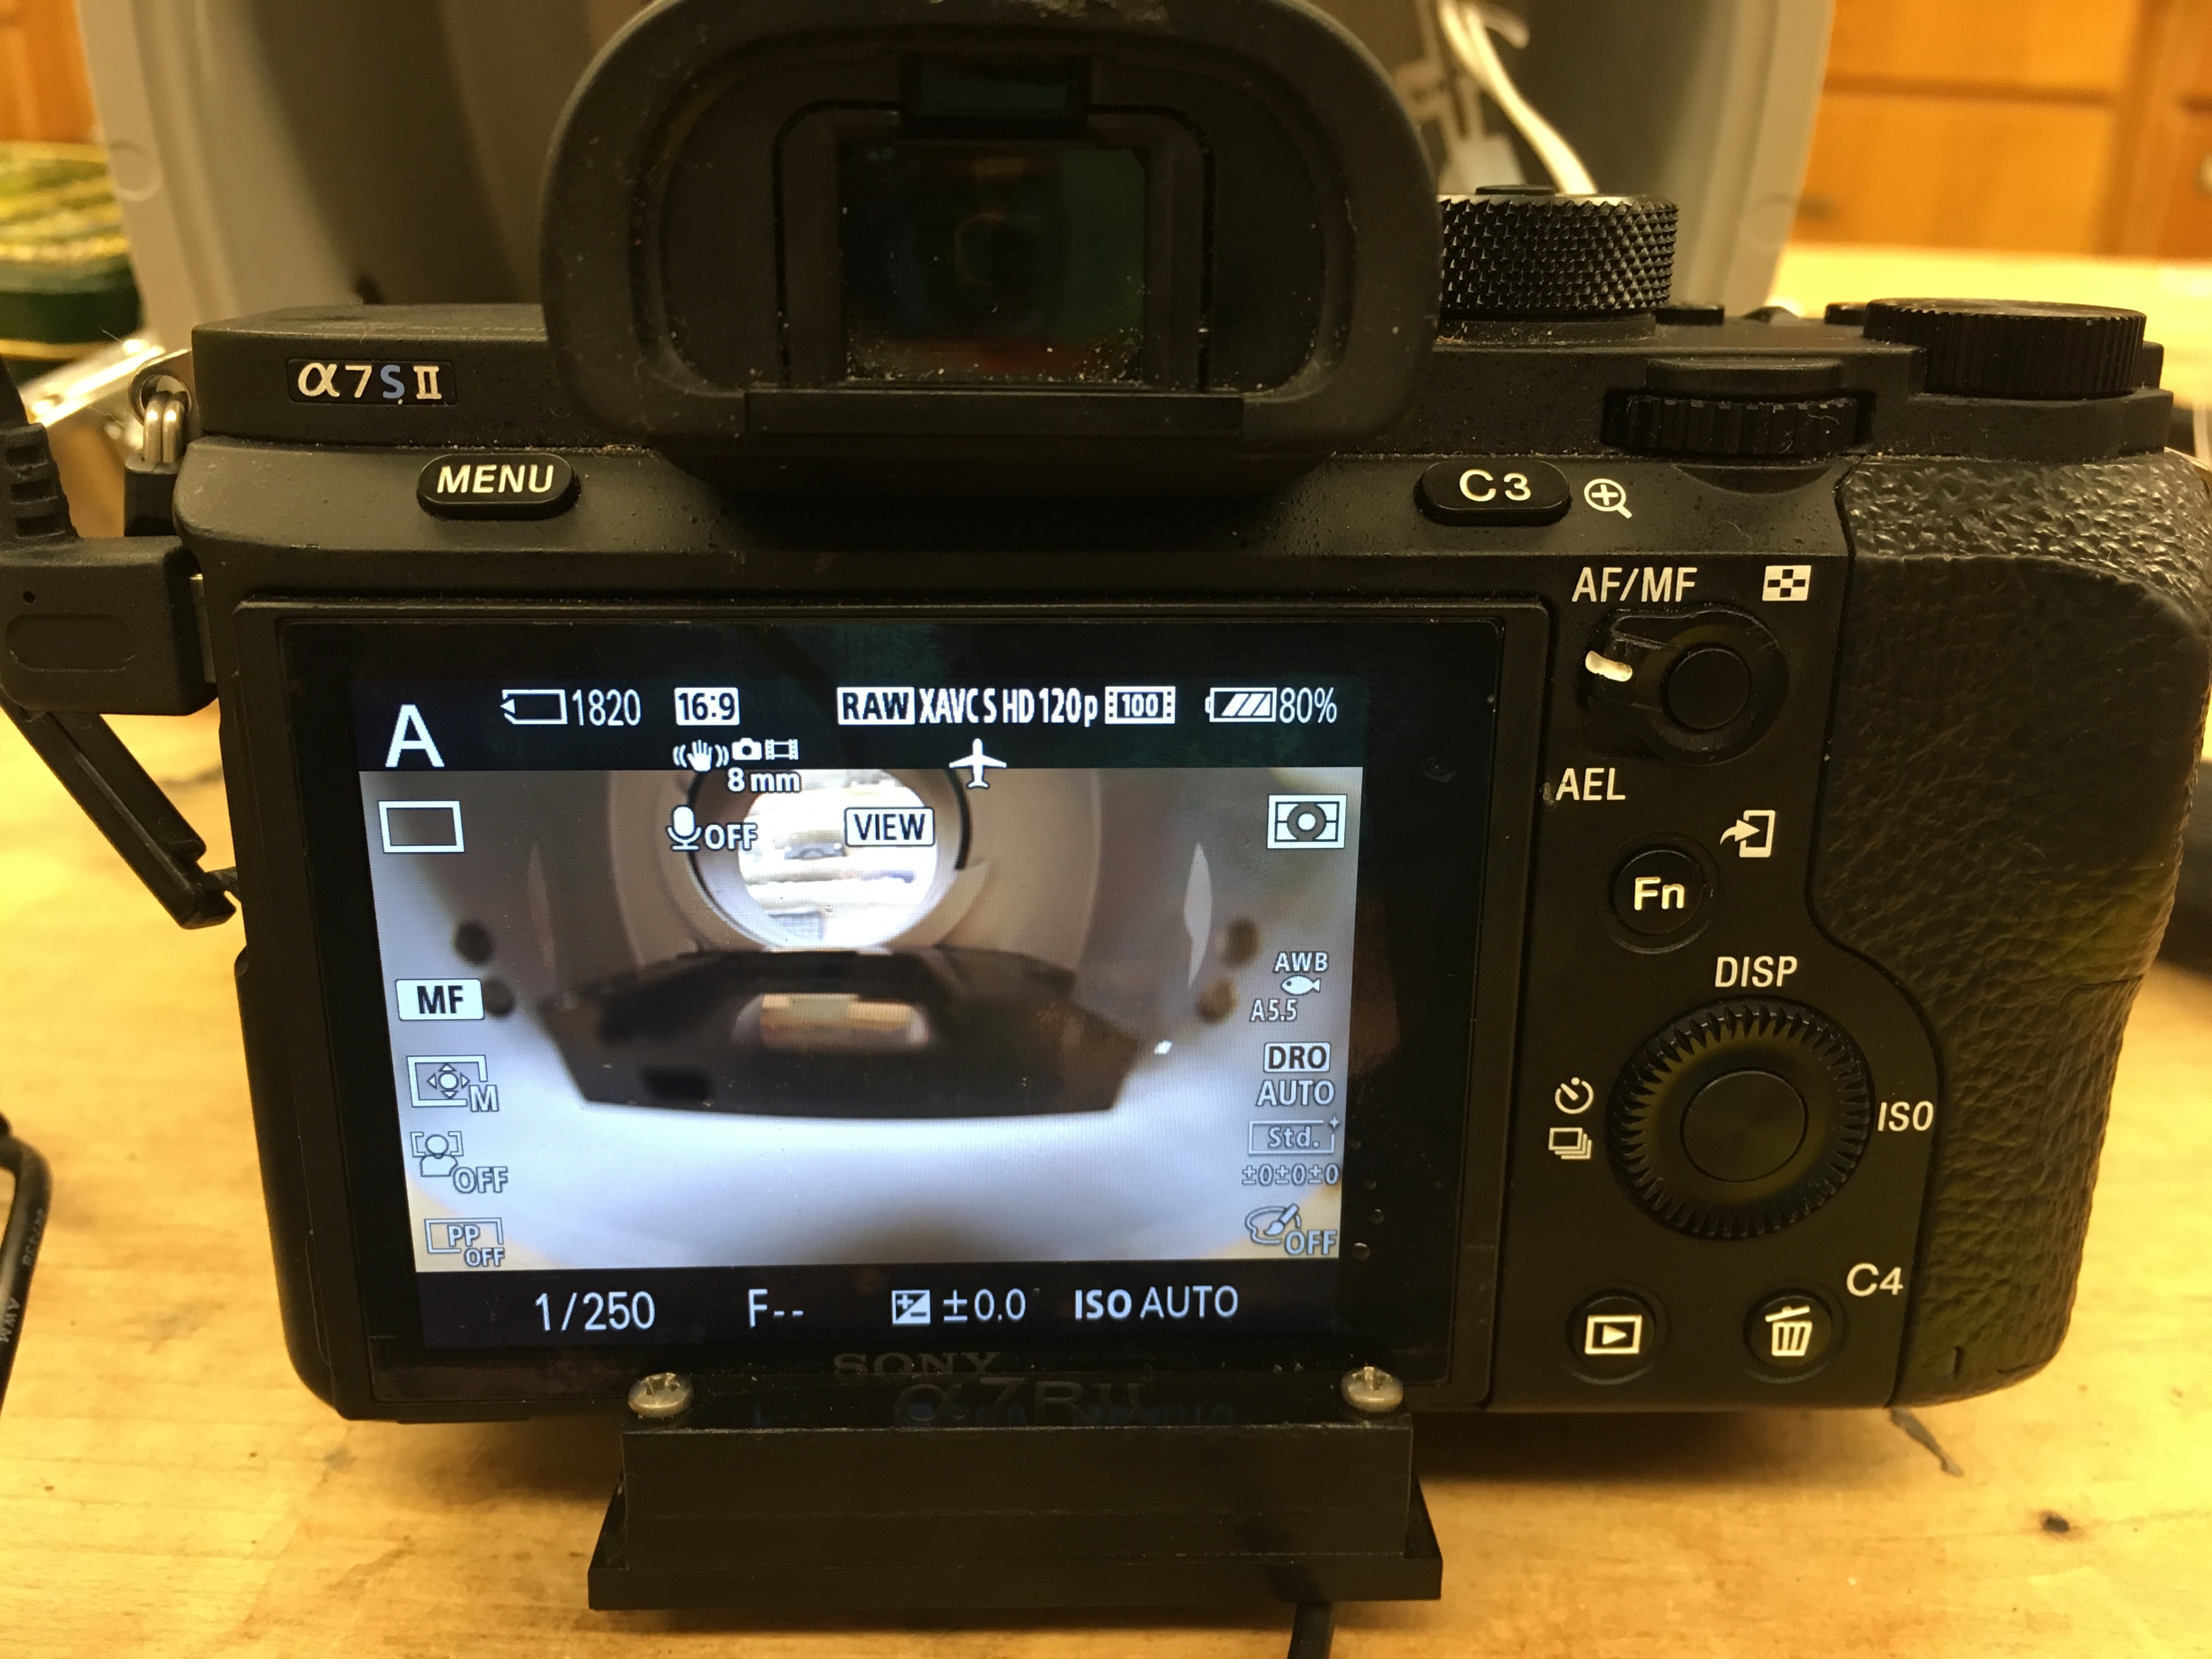 α7SII
MENU
C3
AF/MF
A 1820 16:9 RAW XAVC S HD 120p 100 80%
8 mm
OFF VIEW
AEL
Fn
MF
AWB
A5.5
DISP
DRO
AUTO
M
Std.
ISO
OFF
±0±0±0
PP
OFF
OFF
1/250 F-- ±0.0 ISO AUTO
C4
SONY
α7RII